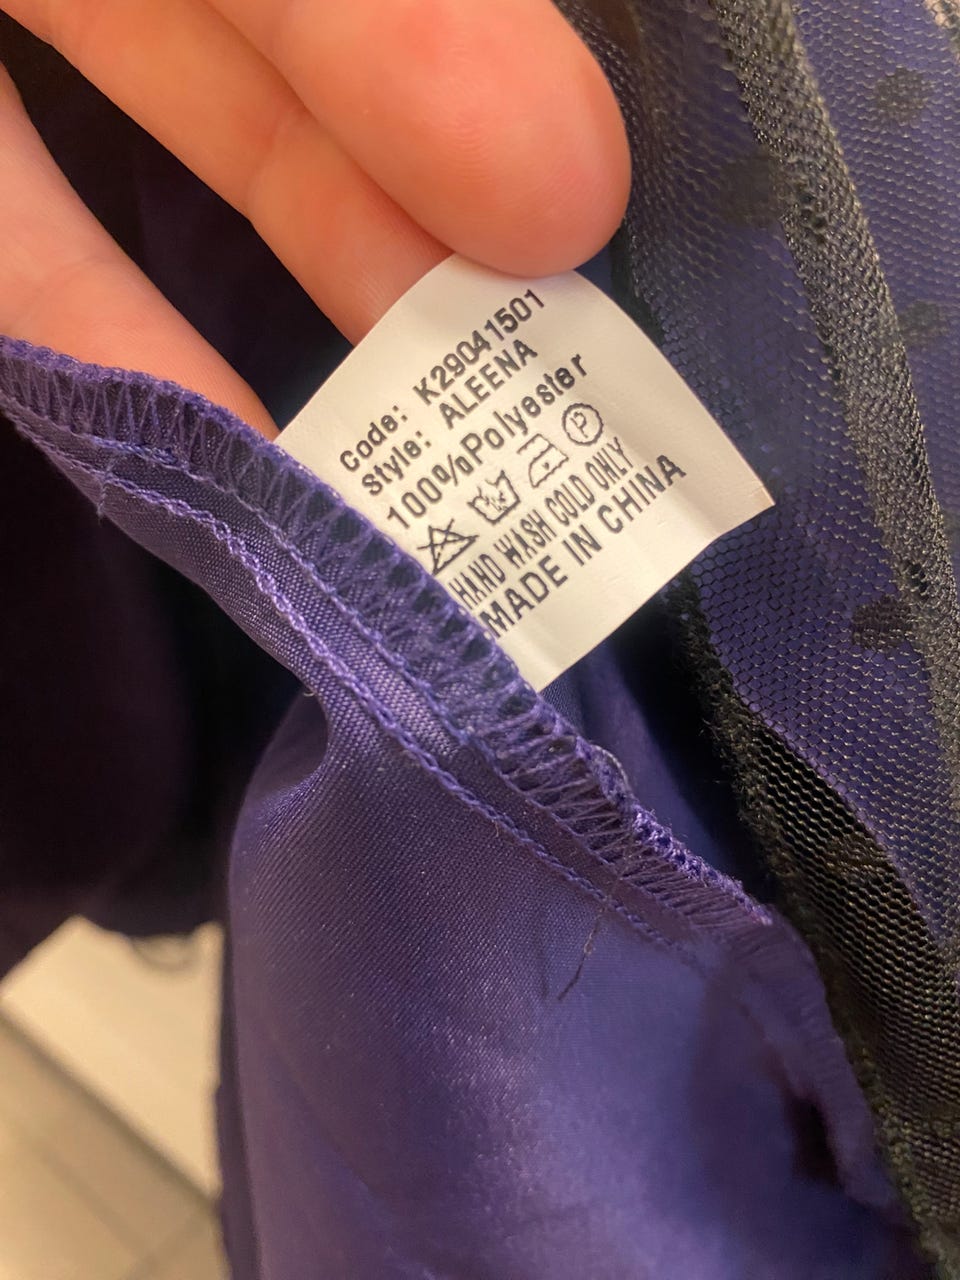 Code: K29041501
Style: ALEENA
100%Polyester
P
HAND WASH COLD ONLY
MADE IN CHINA